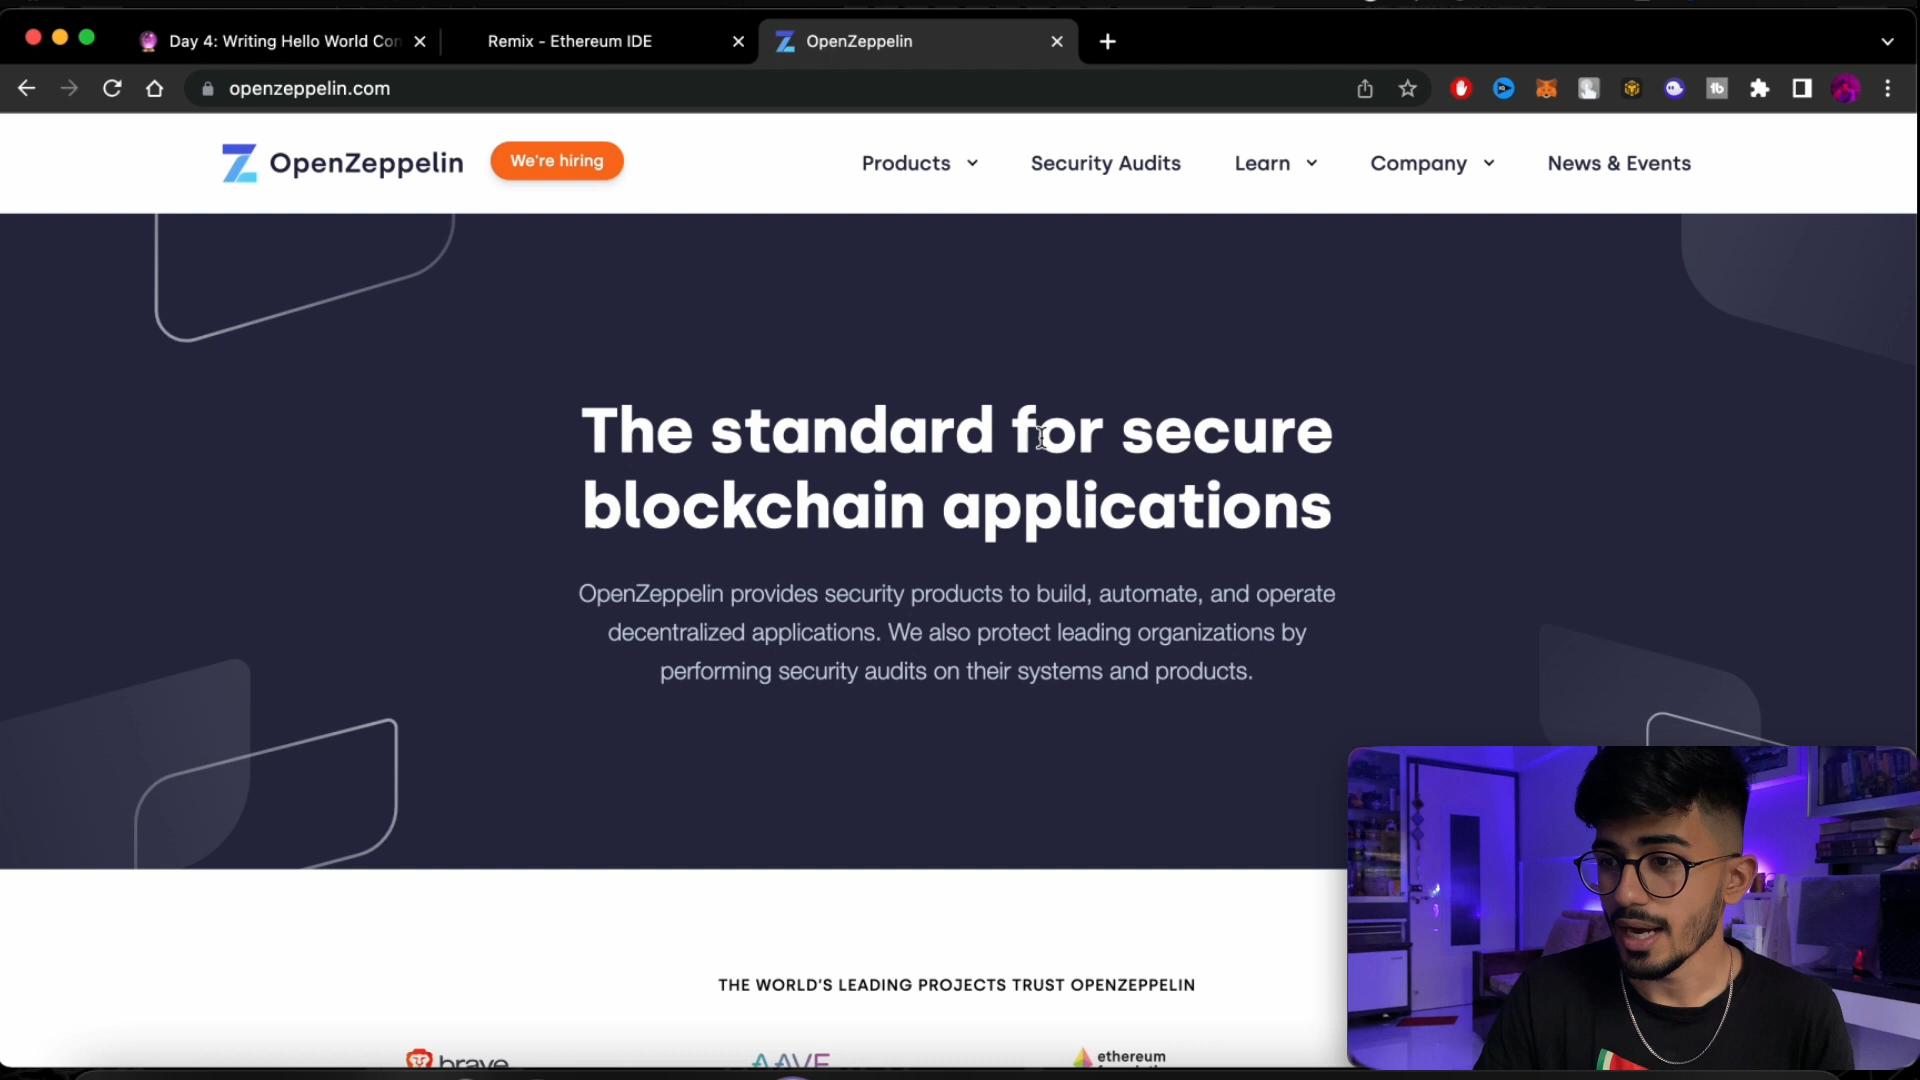 Day 4: Writing Hello World Con
Remix - Ethereum IDE
OpenZeppelin
openzeppelin.com
OpenZeppelin
We're hiring
Products
Security Audits
Learn
Company
News & Events
The standard for secure
blockchain applications
OpenZeppelin provides security products to build, automate, and operate
decentralized applications. We also protect leading organizations by
performing security audits on their systems and products.
THE WORLD'S LEADING PROJECTS TRUST OPENZEPPELIN
brave
AAVE
ethereum